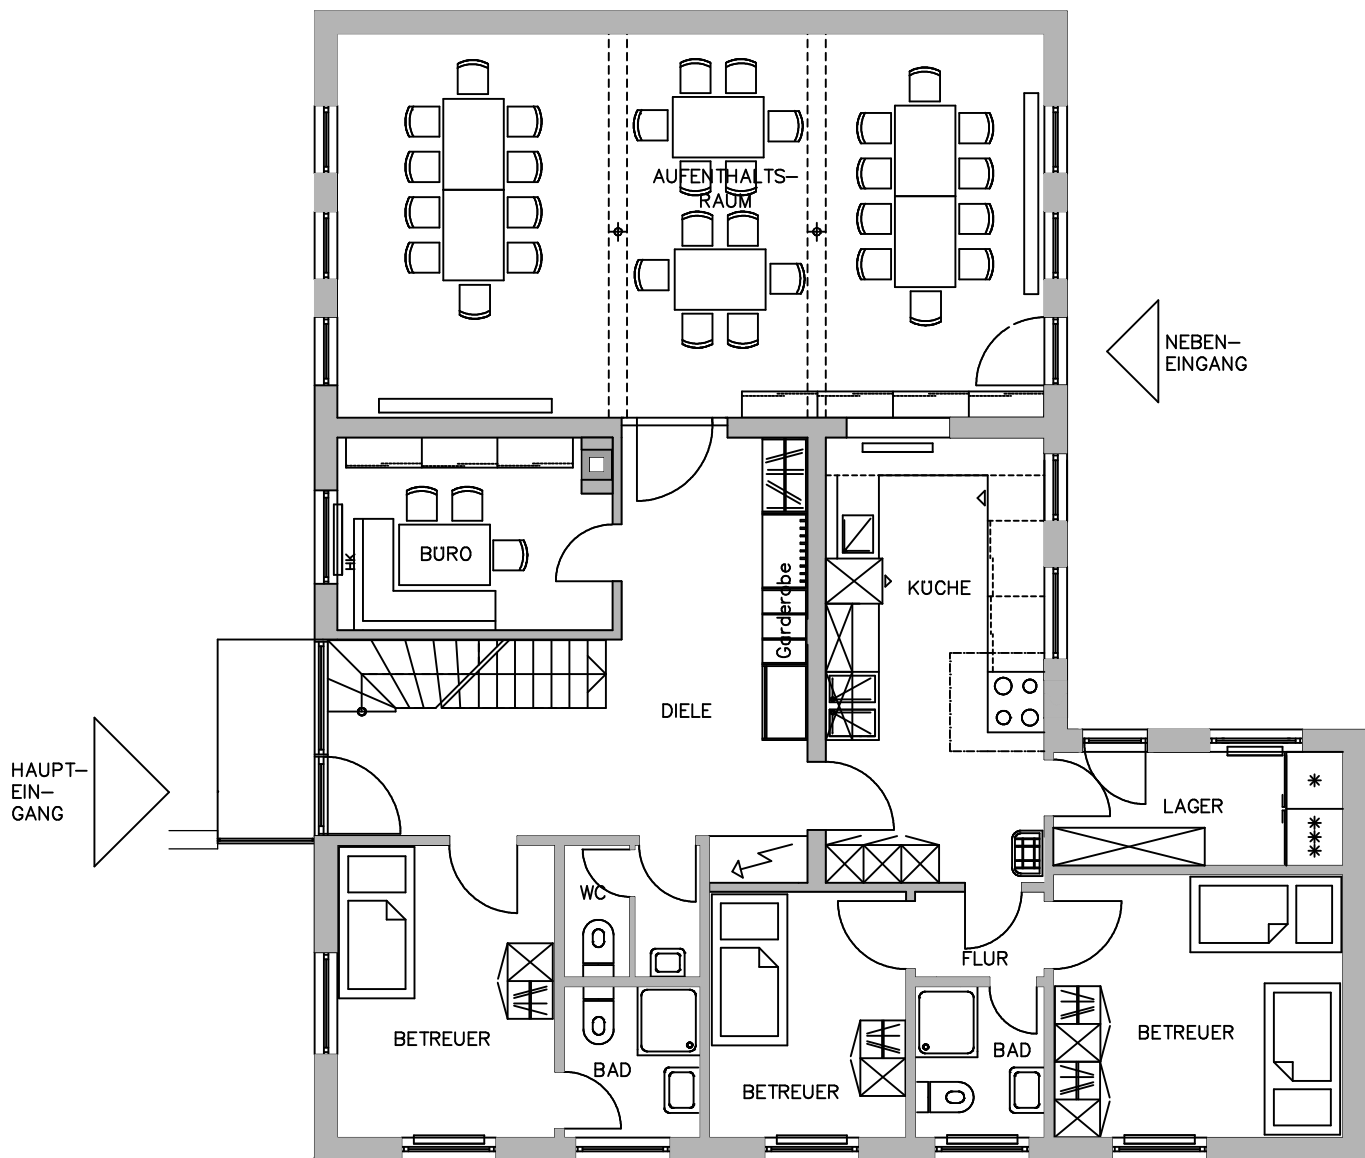 AUFENTHALTS-
RAUM
NEBEN-
EINGANG
BÜRO
HK
Garderobe
KÜCHE
DIELE
HAUPT-
EIN-
GANG
LAGER
WC
FLUR
BETREUER
BAD
BETREUER
BAD
BETREUER